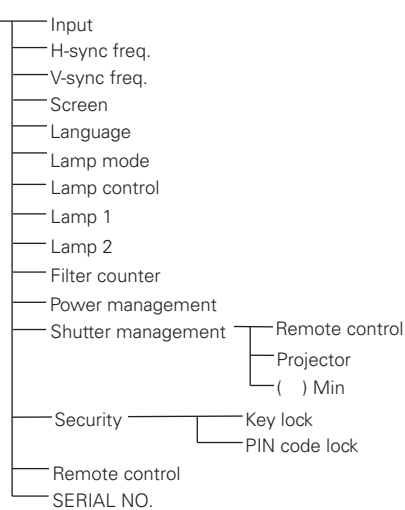 Input
H-sync freq.
V-sync freq.
Screen
Language
Lamp mode
Lamp control
Lamp 1
Lamp 2
Filter counter
Power management
Shutter management
Remote control
Projector
(    ) Min
Security
Key lock
PIN code lock
Remote control
SERIAL NO.